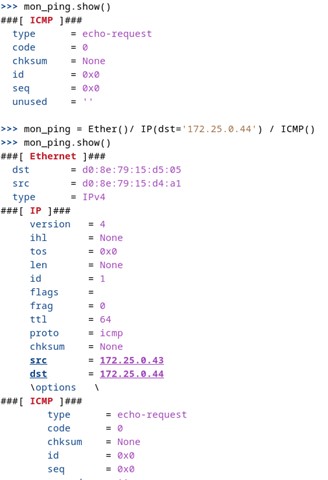 >>> mon_ping.show()
###[ ICMP ]###
  type      = echo-request
  code      = 0
  chksum    = None
  id        = 0x0
  seq       = 0x0
  unused    = ''
>>> mon_ping = Ether()/ IP(dst='172.25.0.44') / ICMP()
>>> mon_ping.show()
###[ Ethernet ]###
  dst       = d0:8e:79:15:d5:05
  src       = d0:8e:79:15:d4:a1
  type      = IPv4
###[ IP ]###
     version   = 4
     ihl       = None
     tos       = 0x0
     len       = None
     id        = 1
     flags     =
     frag      = 0
     ttl       = 64
     proto     = icmp
     chksum    = None
     src       = 172.25.0.43
     dst       = 172.25.0.44
     \options   \
###[ ICMP ]###
        type      = echo-request
        code      = 0
        chksum    = None
        id        = 0x0
        seq       = 0x0